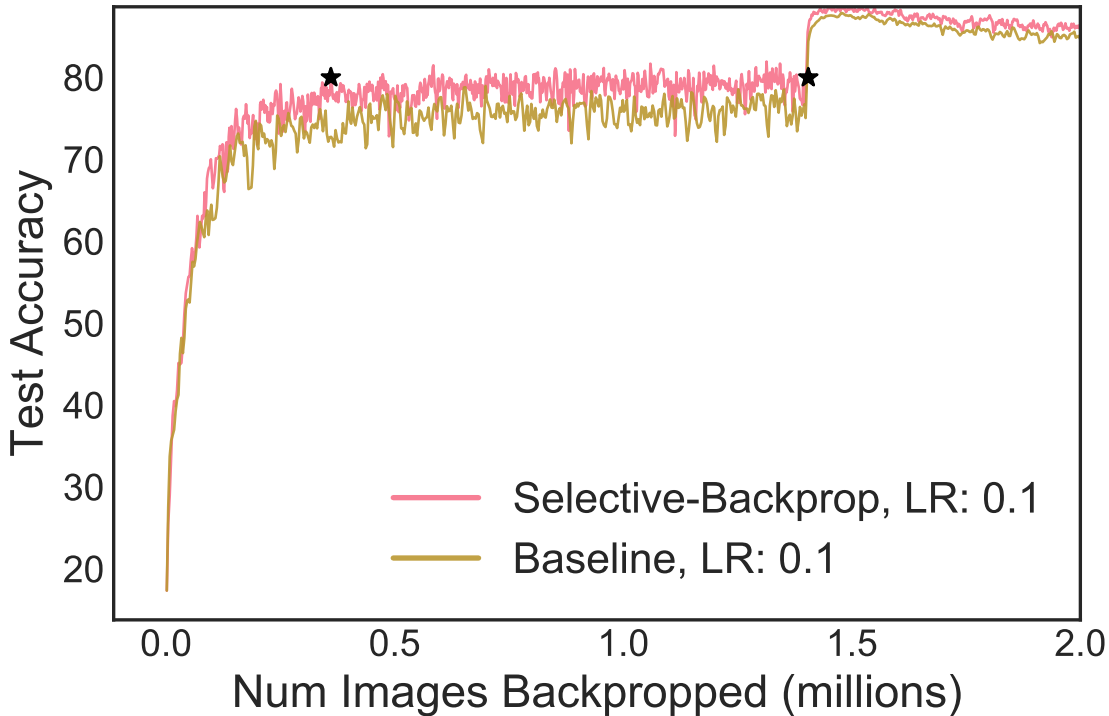 Test Accuracy
80
70
60
50
40
30
20
Selective-Backprop, LR: 0.1
Baseline, LR: 0.1
0.0 0.5 1.0 1.5 2.0
Num Images Backpropped (millions)